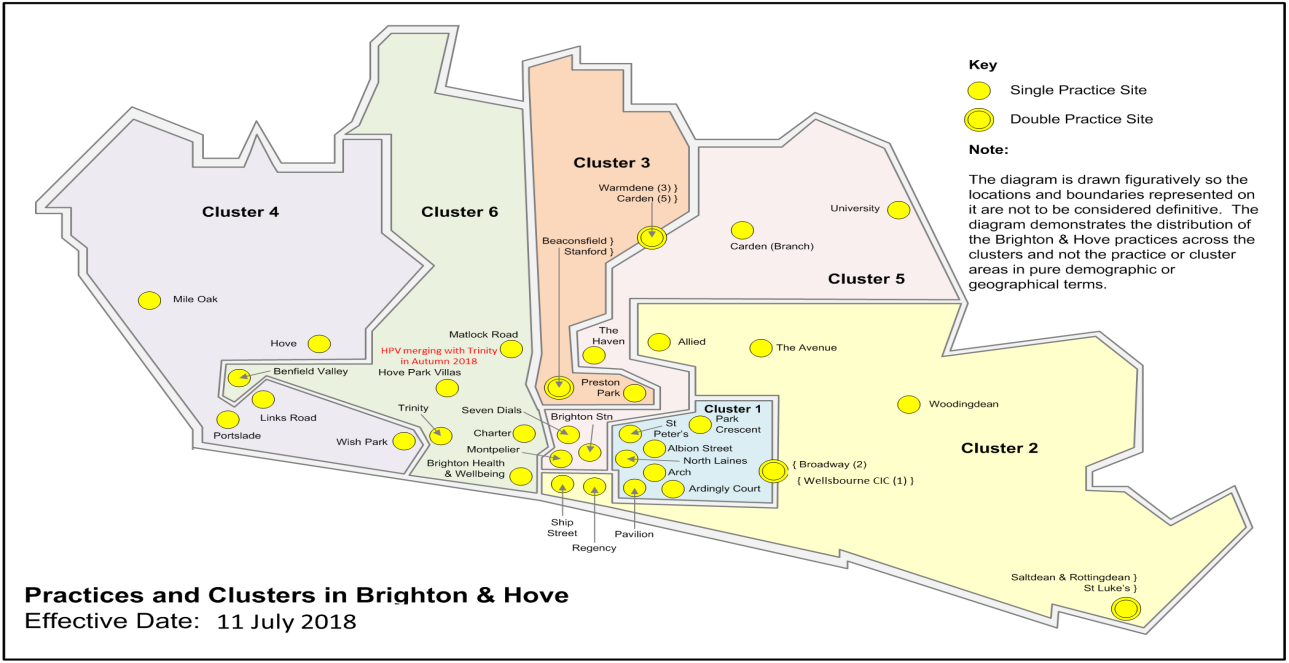 Key
Single Practice Site
Double Practice Site
Note:
The diagram is drawn figuratively so the
locations and boundaries represented on
it are not to be considered definitive. The
diagram demonstrates the distribution of
the Brighton & Hove practices across the
clusters and not the practice or cluster
areas in pure demographic or
geographical terms.
Cluster 4
Mile Oak
Hove
Benfield Valley
Links Road
Portslade
Wish Park
Cluster 6
Matlock Road
HPV merging with Trinity
in Autumn 2018
Hove Park Villas
Trinity
Charter
Brighton Health
& Wellbeing
Cluster 3
Warmdene (3) }
Carden (5) }
Beaconsfield }
Stanford }
Preston
Park
Cluster 5
University
Carden (Branch)
The
Haven
Seven Dials
Brighton Stn
Montpelier
Cluster 1
St
Peter's
Park
Crescent
Albion Street
North Laines
Arch
Ardingly Court
Pavilion
Cluster 2
Allied
The Avenue
Woodingdean
{ Broadway (2)
{ Wellsbourne CIC (1) }
Ship
Street
Regency
Saltdean & Rottingdean }
St Luke's }
Practices and Clusters in Brighton & Hove
Effective Date: 11 July 2018